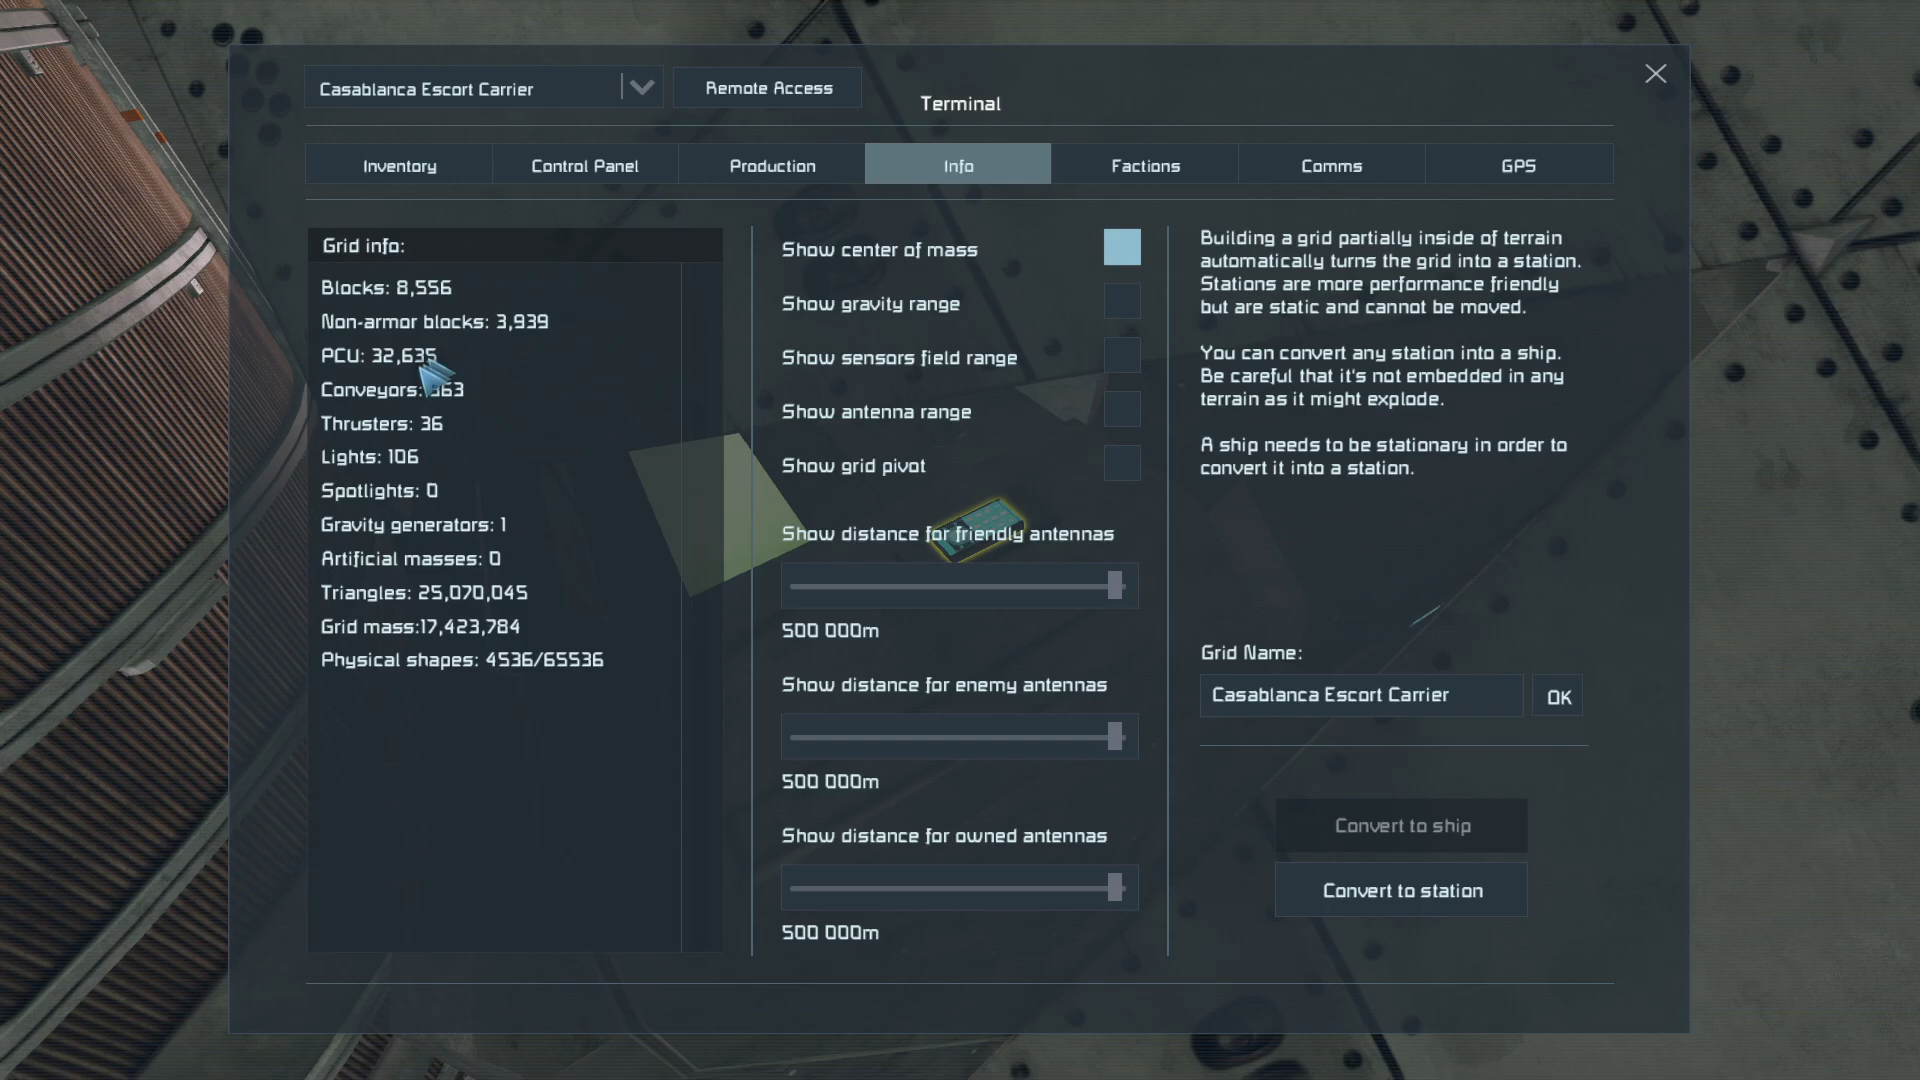 Casablanca Escort Carrier
Remote Access
Terminal
Inventory
Control Panel
Production
Info
Factions
Comms
GPS
Grid info:
Blocks: 8,556
Non-armor blocks: 3,939
PCU: 32,635
Conveyors:
Thrusters: 36
Lights: 106
Spotlights: 0
Gravity generators: 1
Artificial masses: 0
Triangles: 25,070,045
Grid mass:17,423,784
Physical shapes: 4536/65536
Show center of mass
Show gravity range
Show sensors field range
Show antenna range
Show grid pivot
Show distance for friendly antennas
500 000m
Show distance for enemy antennas
500 000m
Show distance for owned antennas
500 000m
Building a grid partially inside of terrain
automatically turns the grid into a station.
Stations are more performance friendly
but are static and cannot be moved.
You can convert any station into a ship.
Be careful that it's not embedded in any
terrain as it might explode.
A ship needs to be stationary in order to
convert it into a station.
Grid Name:
Casablanca Escort Carrier
OK
Convert to ship
Convert to station